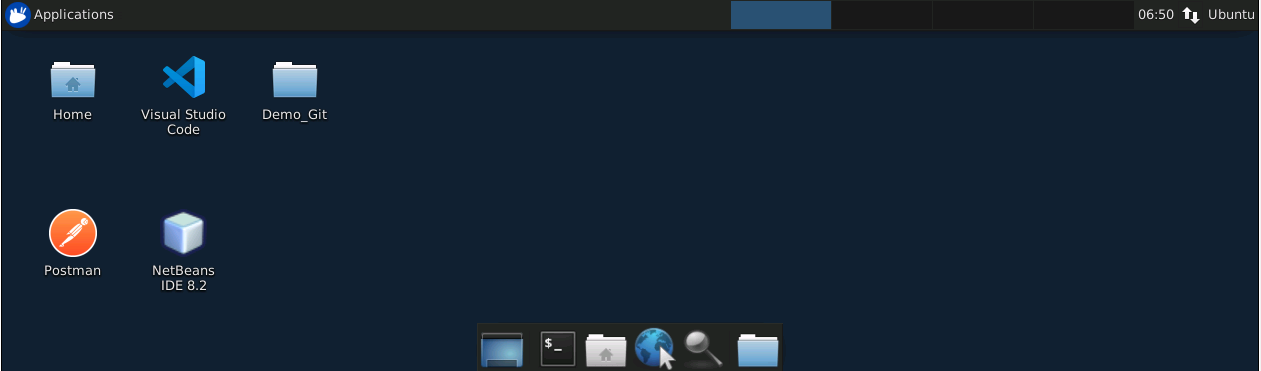 Applications
06:50
Ubuntu
Home
Visual Studio
Code
Demo_Git
Postman
NetBeans
IDE 8.2
$_